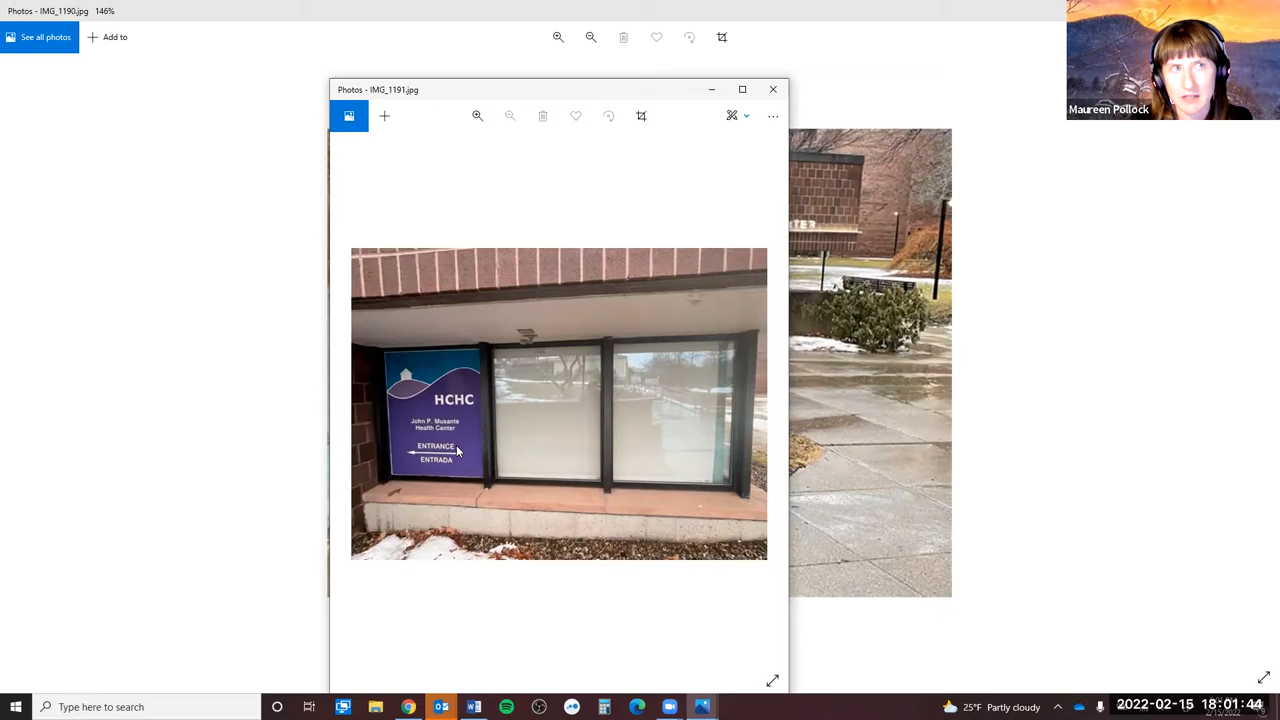 Photos - IMG_1190.jpg 146%
See all photos
Add to
Maureen Pollock
Photos - IMG_1191.jpg
HCHC
John P. Musante
Health Center
ENTRANCE
ENTRADA
Type here to search
25°F Partly cloudy
2022-02-15 18:01:44